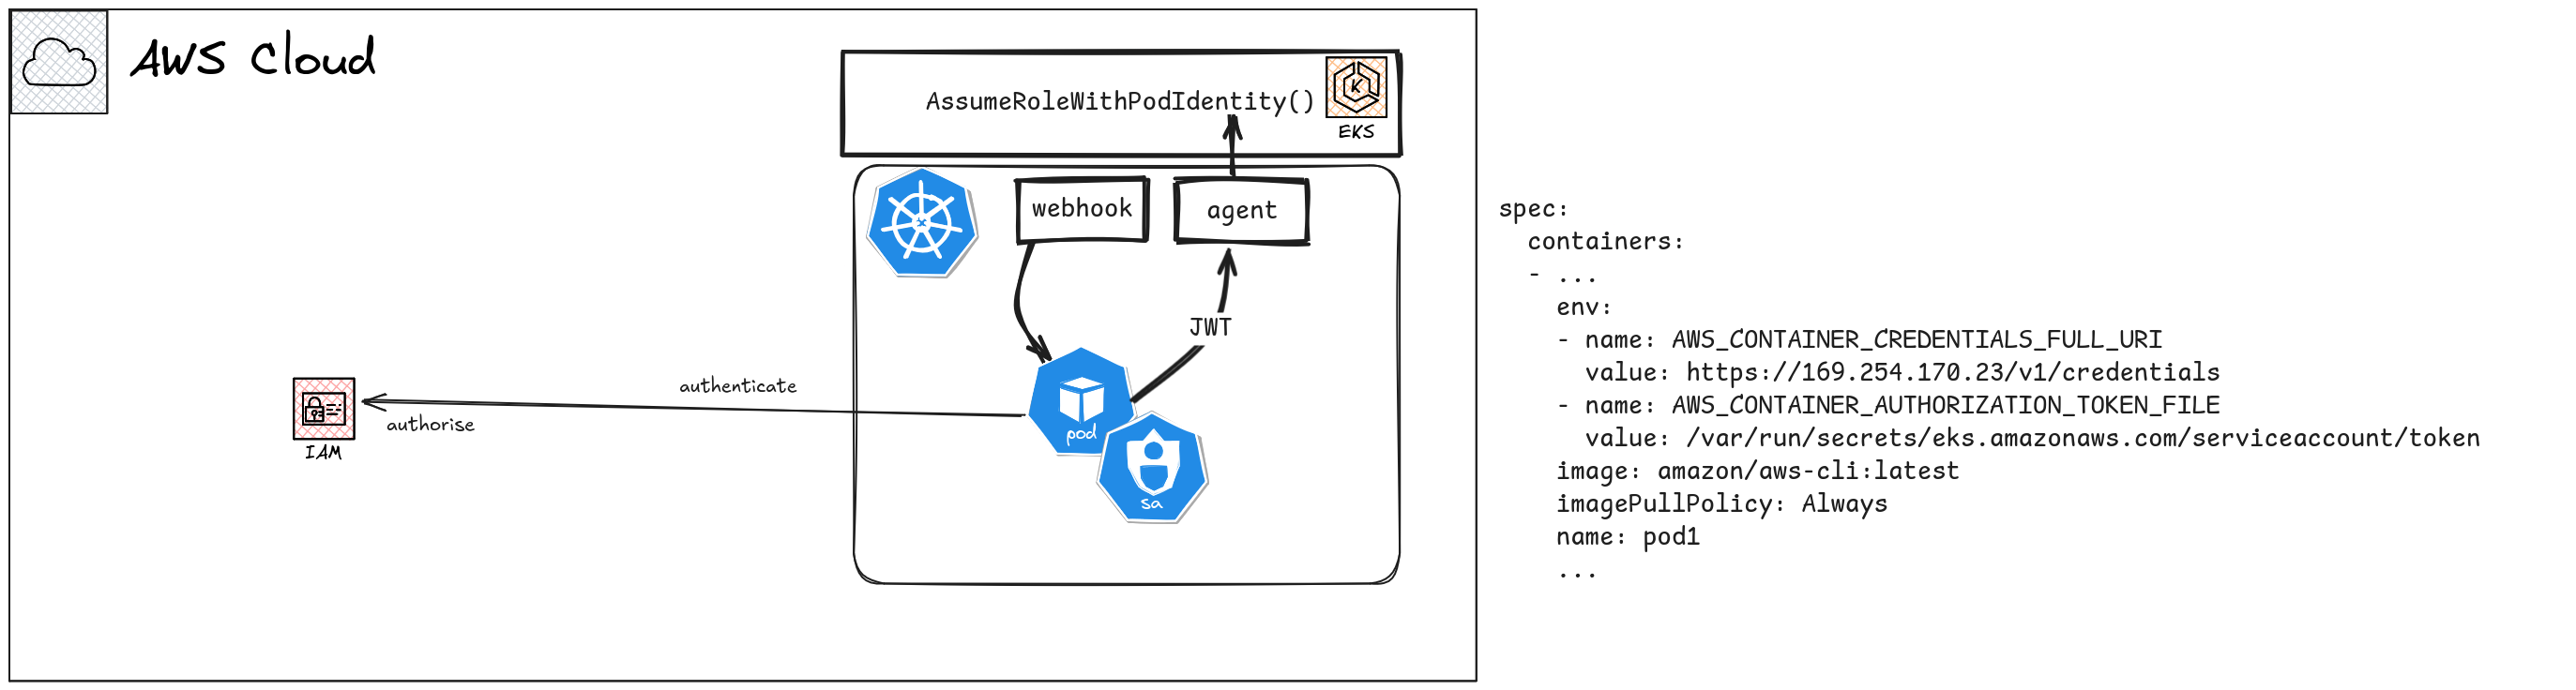 AWS Cloud
AssumeRoleWithPodIdentity()
K
EKS
webhook
agent
JWT
authenticate
authorise
IAM
pod
sa
spec:
  containers:
  - ...
    env:
    - name: AWS_CONTAINER_CREDENTIALS_FULL_URI
      value: https://169.254.170.23/v1/credentials
    - name: AWS_CONTAINER_AUTHORIZATION_TOKEN_FILE
      value: /var/run/secrets/eks.amazonaws.com/serviceaccount/token
    image: amazon/aws-cli:latest
    imagePullPolicy: Always
    name: pod1
    ...